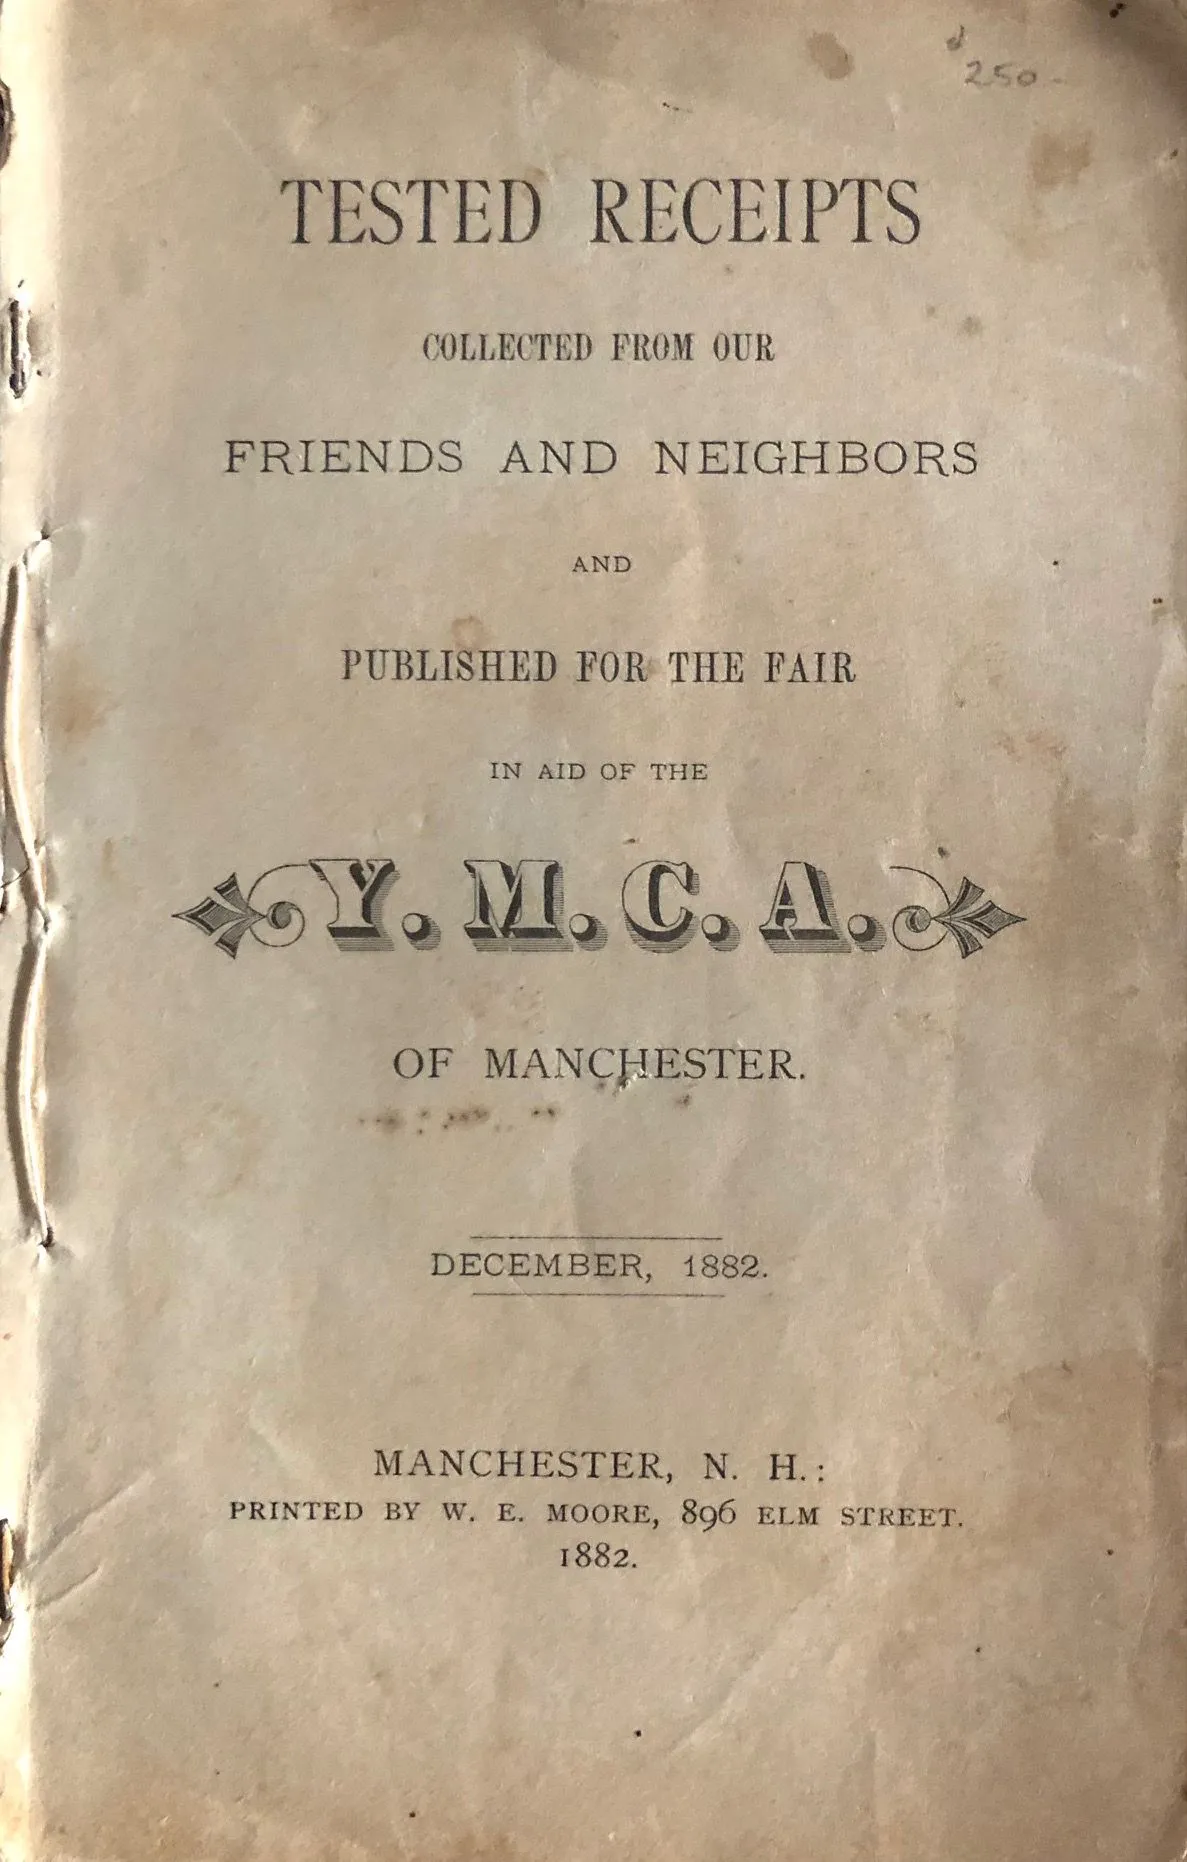 250-
TESTED RECEIPTS
COLLECTED FROM OUR
FRIENDS AND NEIGHBORS
AND
PUBLISHED FOR THE FAIR
IN AID OF THE
Y. M. C. A.
OF MANCHESTER.
DECEMBER, 1882.
MANCHESTER, N. H.:
PRINTED BY W. E. MOORE, 896 ELM STREET.
1882.